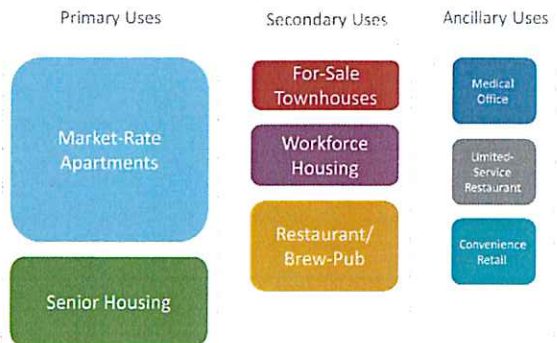 Primary Uses
Market-Rate
Apartments
Senior Housing
Secondary Uses
For-Sale
Townhouses
Workforce
Housing
Restaurant/
Brew-Pub
Ancillary Uses
Medical
Office
Limited-
Service
Restaurant
Convenience
Retail